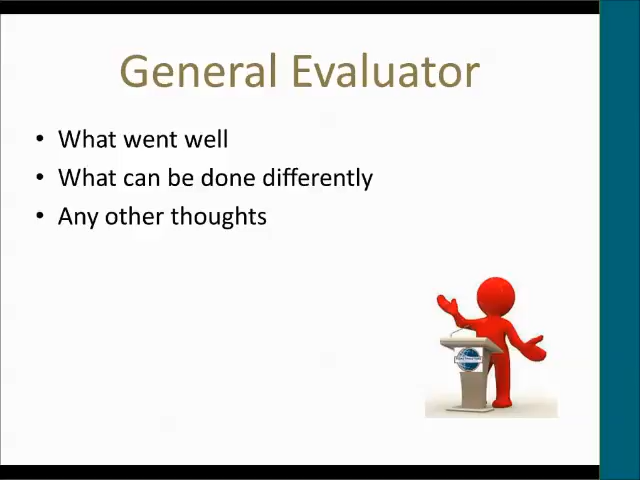 General Evaluator
• What went well
• What can be done differently
• Any other thoughts